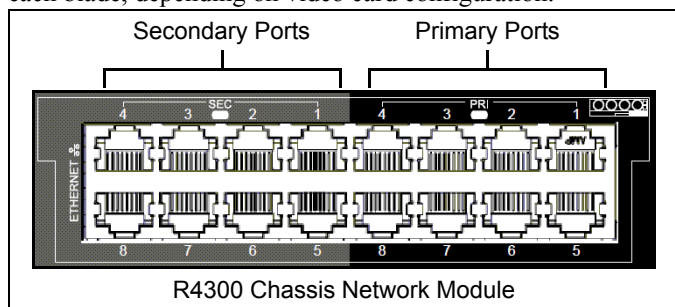 each blade, depending on video card configuration.
Secondary Ports Primary Ports
SEC PRI
4 3 2 1 4 3 2 1
ETHERNET
8 7 6 5 8 7 6 5
R4300 Chassis Network Module